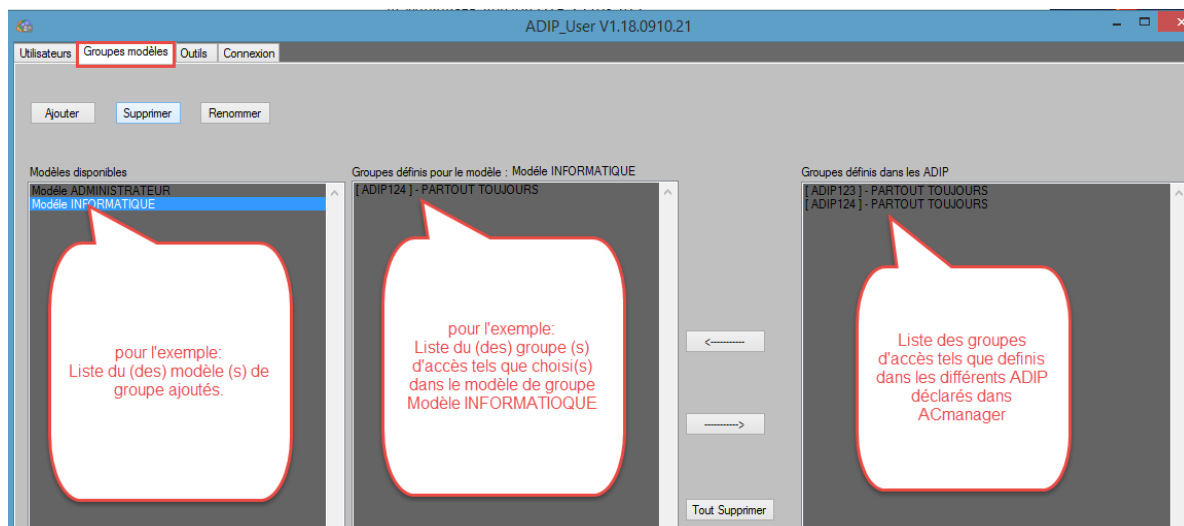 ADIP_User V1.18.0910.21
Utilisateurs Groupes modèles Outils Connexion
Ajouter Supprimer Renommer
Modèles disponibles
Modéle ADMINISTRATEUR
Modéle INFORMATIQUE
pour l'exemple:
Liste du (des) modèle (s) de
groupe ajoutés.
Groupes définis pour le modèle : Modéle INFORMATIQUE
[ ADIP124 ] - PARTOUT TOUJOURS
pour l'exemple:
Liste du (des) groupe (s)
d'accès tels que choisi(s)
dans le modèle de groupe
Modèle INFORMATIOQUE
<-----------
----------->
Tout Supprimer
Groupes définis dans les ADIP
[ ADIP123 ] - PARTOUT TOUJOURS
[ ADIP124 ] - PARTOUT TOUJOURS
Liste des groupes
d'accès tels que definis
dans les différents ADIP
déclarés dans
ACmanager